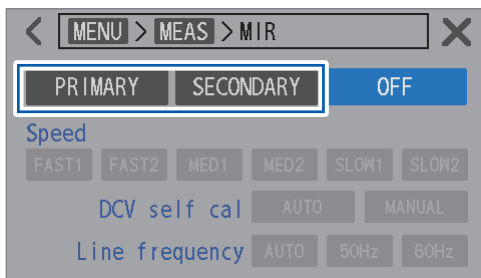 MENU > MEAS > MIR
PRIMARY SECONDARY OFF
Speed
FAST1 FAST2 MED1 MED2 SLOW1 SLOW2
DCV self cal AUTO MANUAL
Line frequency AUTO 50Hz 60Hz